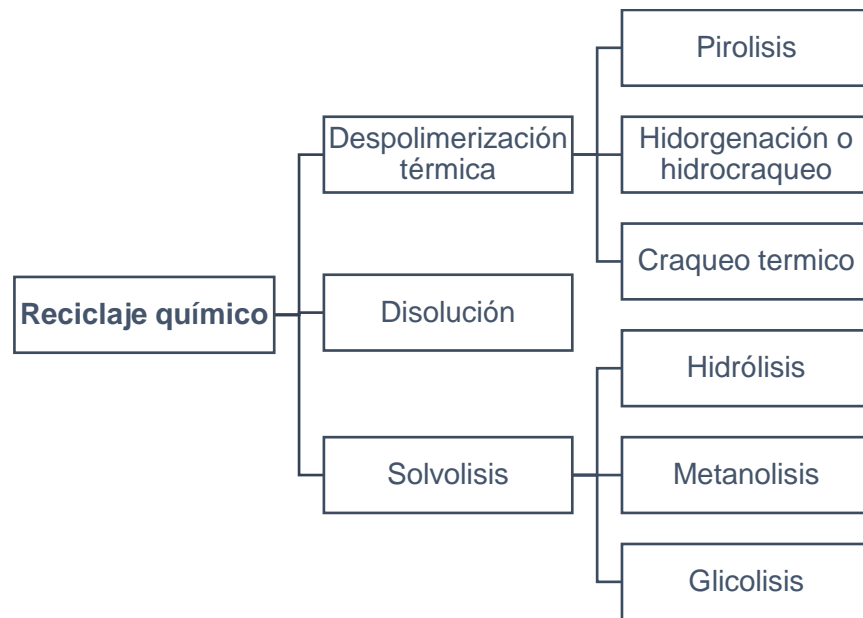 Reciclaje químico
Despolimerización
térmica
Pirolisis
Hidorgenación o
hidrocraqueo
Craqueo termico
Disolución
Solvolisis
Hidrólisis
Metanolisis
Glicolisis